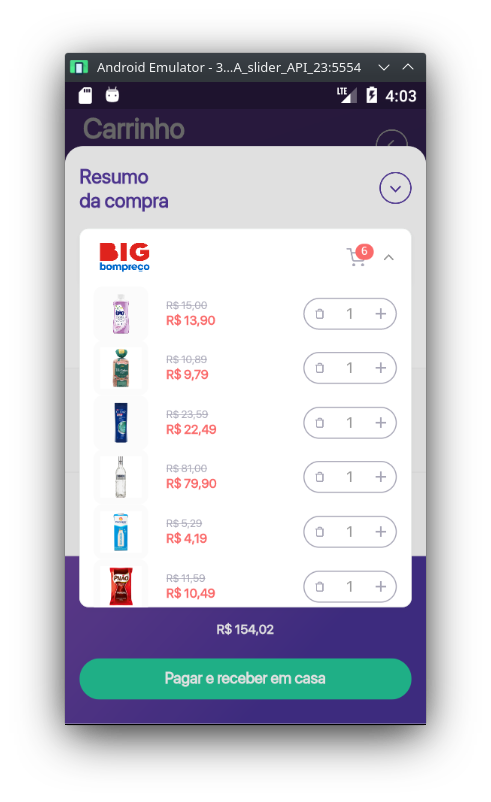 Android Emulator - 3...A_slider_API_23:5554
LTE 4:03
Carrinho
Resumo
da compra
BIG
bompreço
6
R$ 15,00
R$ 13,90
1
R$ 10,89
R$ 9,79
1
R$ 23,59
R$ 22,49
1
R$ 81,00
R$ 79,90
1
R$ 5,29
R$ 4,19
1
PILÃO
R$ 11,59
R$ 10,49
1
R$ 154,02
Pagar e receber em casa